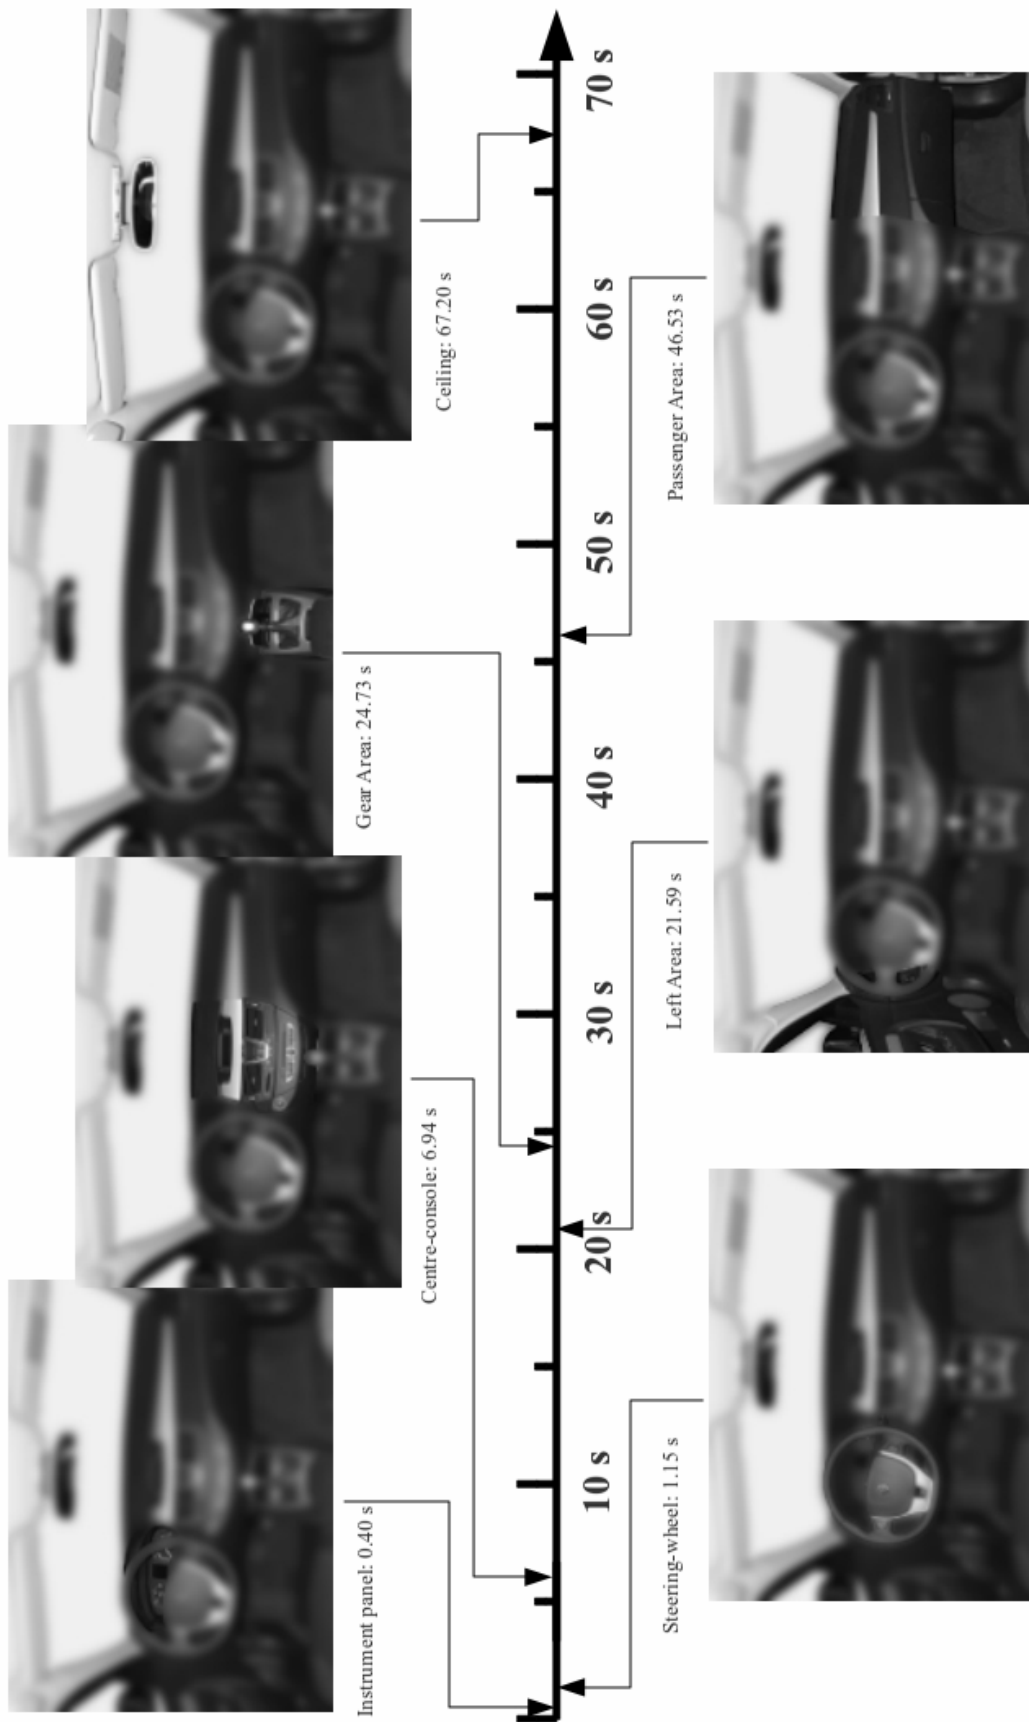 Instrument panel: 0.40 s
Centre-console: 6.94 s
Gear Area: 24.73 s
Ceiling: 67.20 s
10 s
20 s
30 s
40 s
50 s
60 s
70 s
Steering-wheel: 1.15 s
Left Area: 21.59 s
Passenger Area: 46.53 s